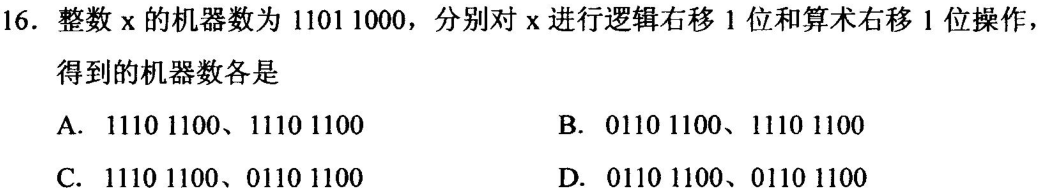 16. 整数 x 的机器数为 1101 1000，分别对 x 进行逻辑右移 1 位和算术右移 1 位操作，
得到的机器数各是
A. 1110 1100、1110 1100 B. 0110 1100、1110 1100
C. 1110 1100、0110 1100 D. 0110 1100、0110 1100